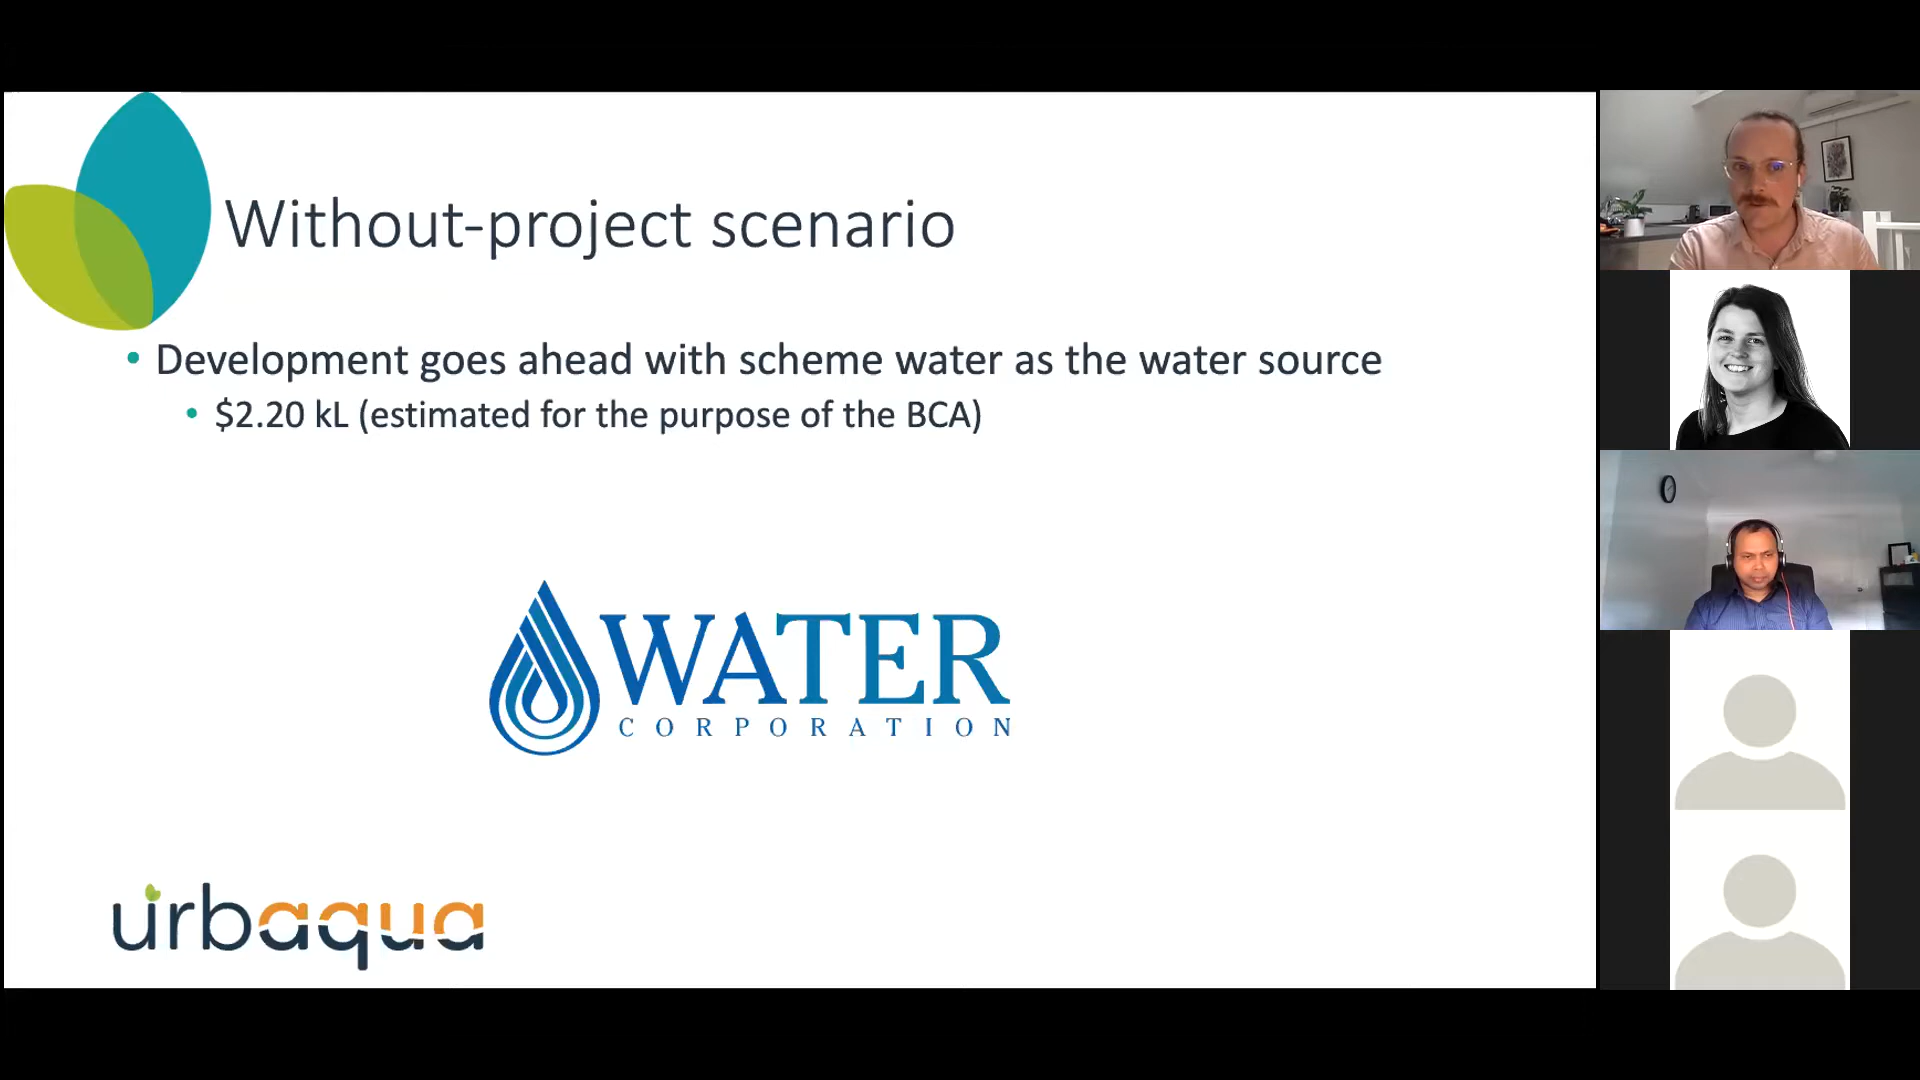 Without-project scenario
• Development goes ahead with scheme water as the water source
• $2.20 kL (estimated for the purpose of the BCA)
WATER
CORPORATION
urbaqua